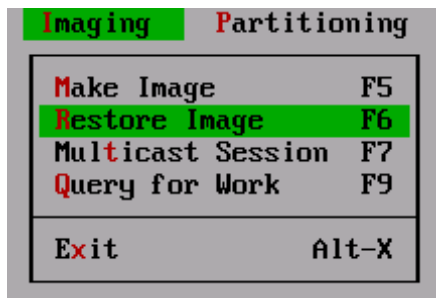 Imaging Partitioning
Make Image F5
Restore Image F6
Multicast Session F7
Query for Work F9
Exit Alt-X